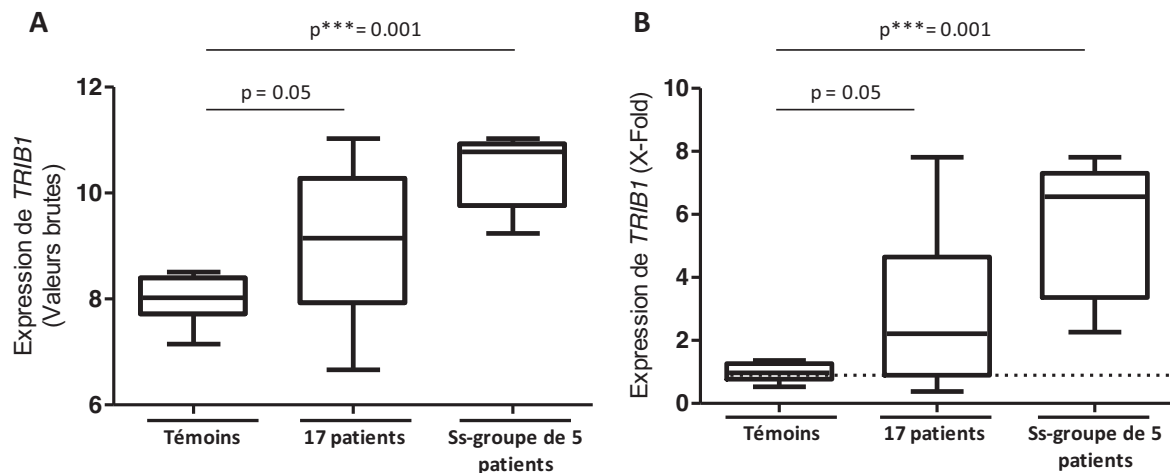 A
p***= 0.001
p = 0.05
12
10
8
6
Expression de TRIB1
(Valeurs brutes)
Témoins
17 patients
Ss-groupe de 5
patients
B
p***= 0.001
p = 0.05
10
8
6
4
2
0
Expression de TRIB1 (X-Fold)
Témoins
17 patients
Ss-groupe de 5
patients